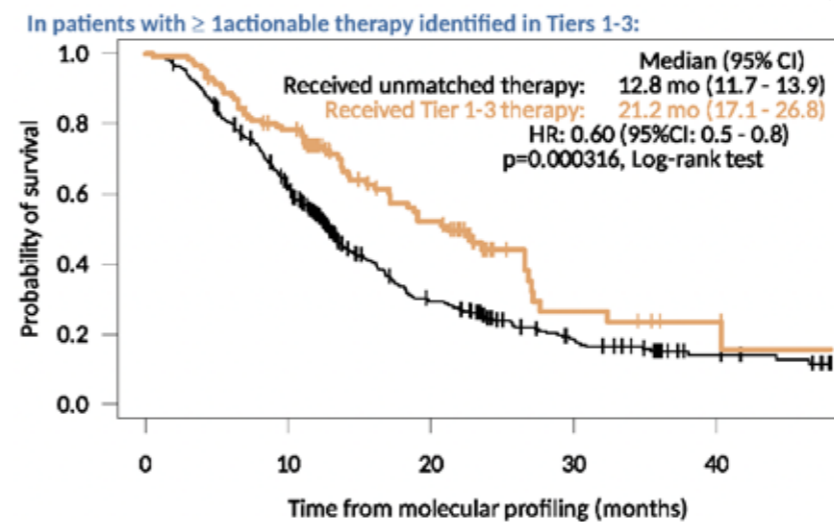 In patients with ≥ 1actionable therapy identified in Tiers 1-3:
Median (95% CI)
Received unmatched therapy: 12.8 mo (11.7 - 13.9)
Received Tier 1-3 therapy: 21.2 mo (17.1 - 26.8)
HR: 0.60 (95%CI: 0.5 - 0.8)
p=0.000316, Log-rank test
Probability of survival
1.0
0.8
0.6
0.4
0.2
0.0
0 10 20 30 40
Time from molecular profiling (months)